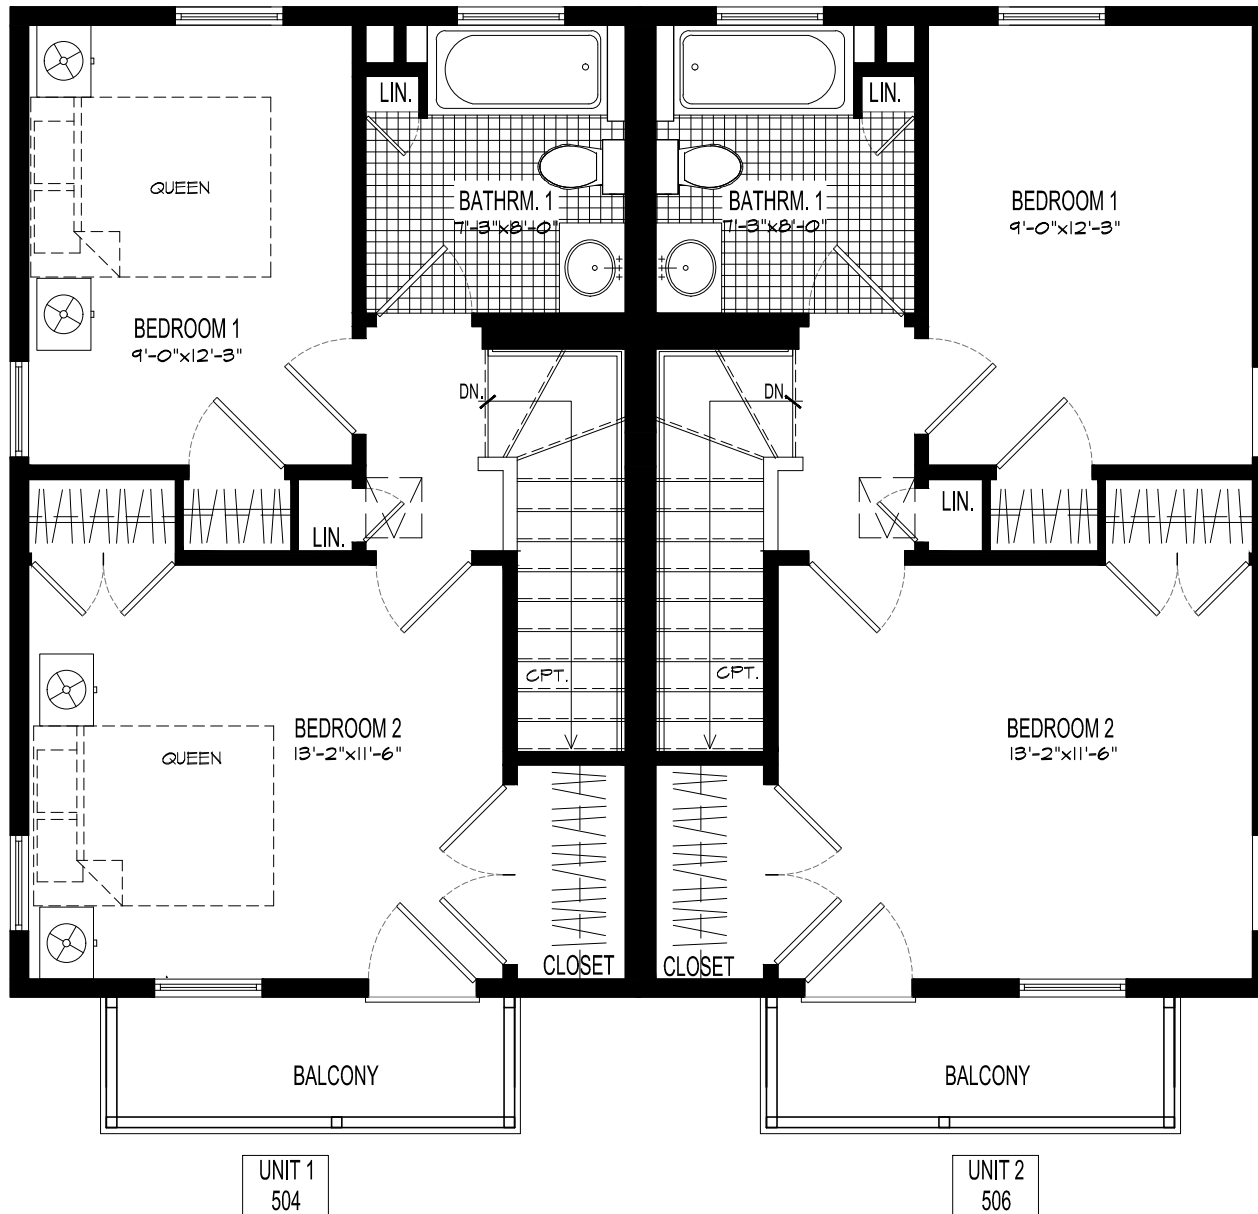 LIN.
LIN.
QUEEN
BATHRM. 1
7'-3"x8'-0"
BATHRM. 1
7'-3"x8'-0"
BEDROOM 1
9'-0"x12'-3"
BEDROOM 1
9'-0"x12'-3"
DN.
DN.
LIN.
LIN.
CPT.
CPT.
BEDROOM 2
13'-2"x11'-6"
QUEEN
BEDROOM 2
13'-2"x11'-6"
CLOSET
CLOSET
BALCONY
BALCONY
UNIT 1
504
UNIT 2
506